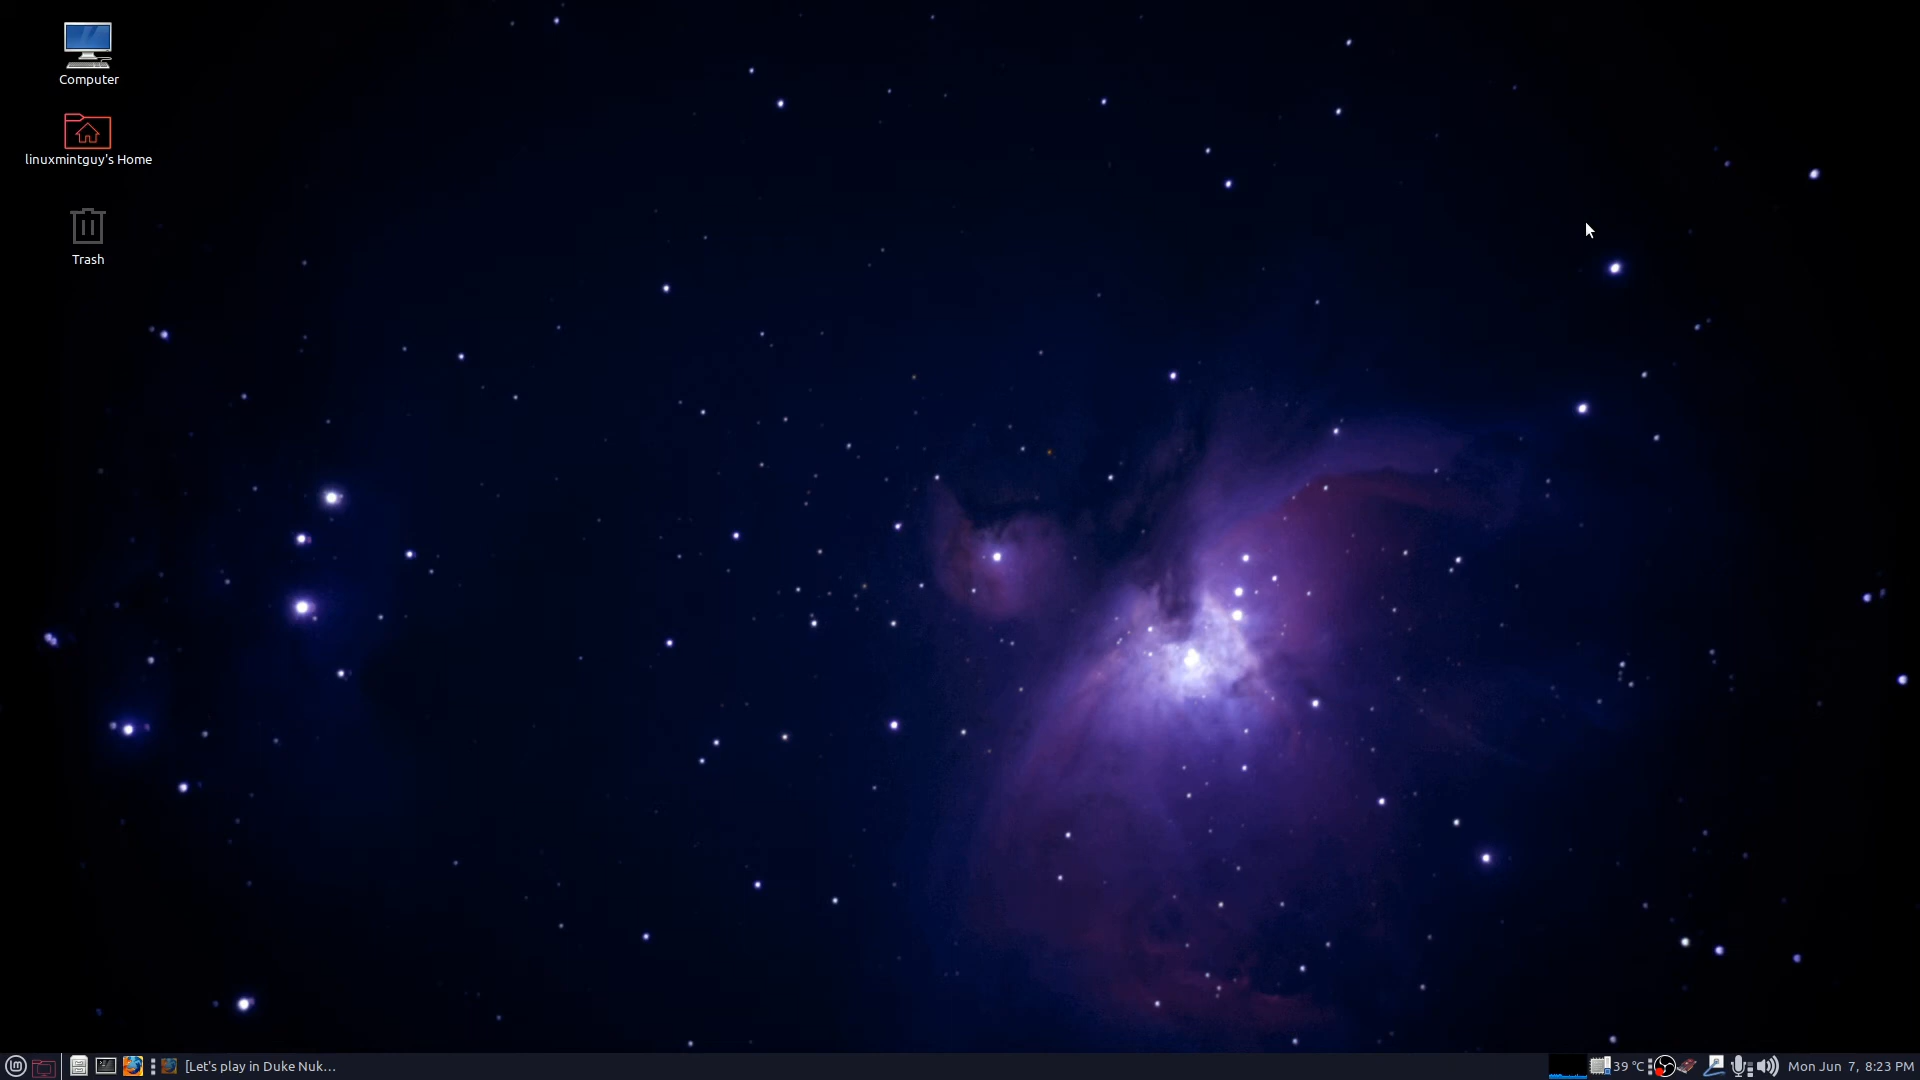 Computer
linuxmintguy's Home
Trash
[Let's play in Duke Nuk...
39 °C
Mon Jun 7, 8:23 PM